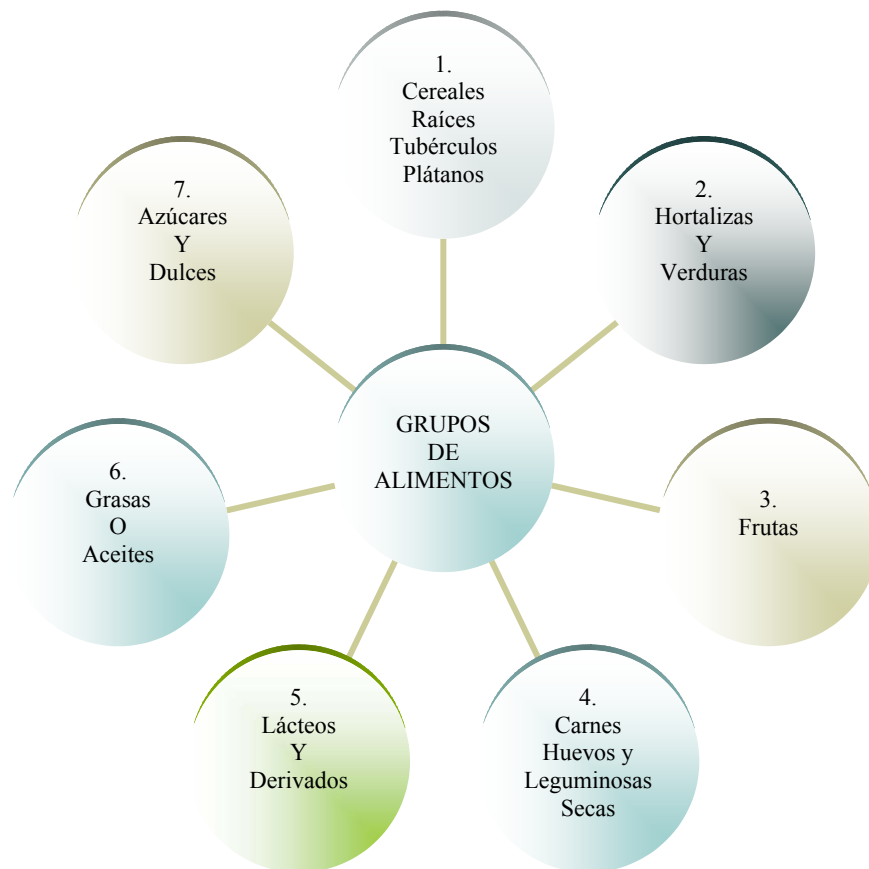 1.
Cereales
Raíces
Tubérculos
Plátanos
2.
Hortalizas
Y
Verduras
3.
Frutas
4.
Carnes
Huevos y
Leguminosas
Secas
5.
Lácteos
Y
Derivados
6.
Grasas
O
Aceites
7.
Azúcares
Y
Dulces
GRUPOS
DE
ALIMENTOS